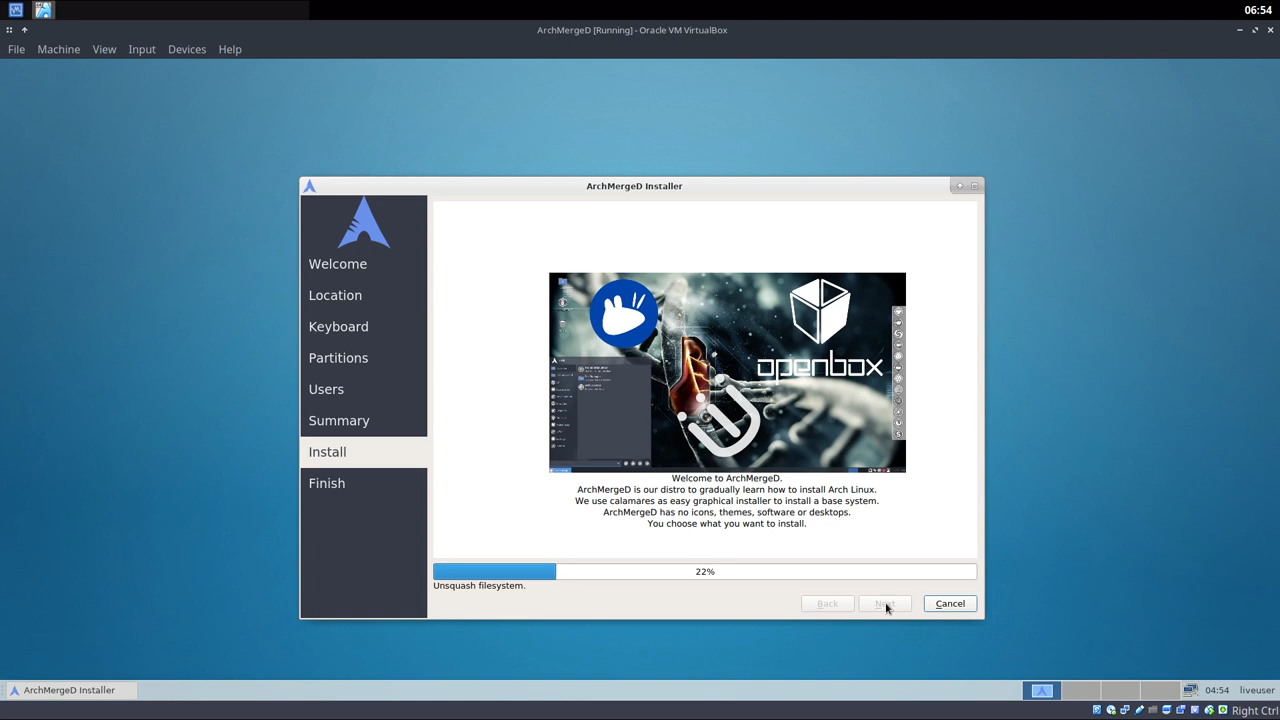 06:54
ArchMergeD [Running] - Oracle VM VirtualBox
File Machine View Input Devices Help
ArchMergeD Installer
Welcome
Location
Keyboard
Partitions
Users
Summary
Install
Finish
openbox
Welcome to ArchMergeD.
ArchMergeD is our distro to gradually learn how to install Arch Linux.
We use calamares as easy graphical installer to install a base system.
ArchMergeD has no icons, themes, software or desktops.
You choose what you want to install.
22%
Unsquash filesystem.
Back Next Cancel
ArchMergeD Installer
04:54 liveuser
Right Ctrl